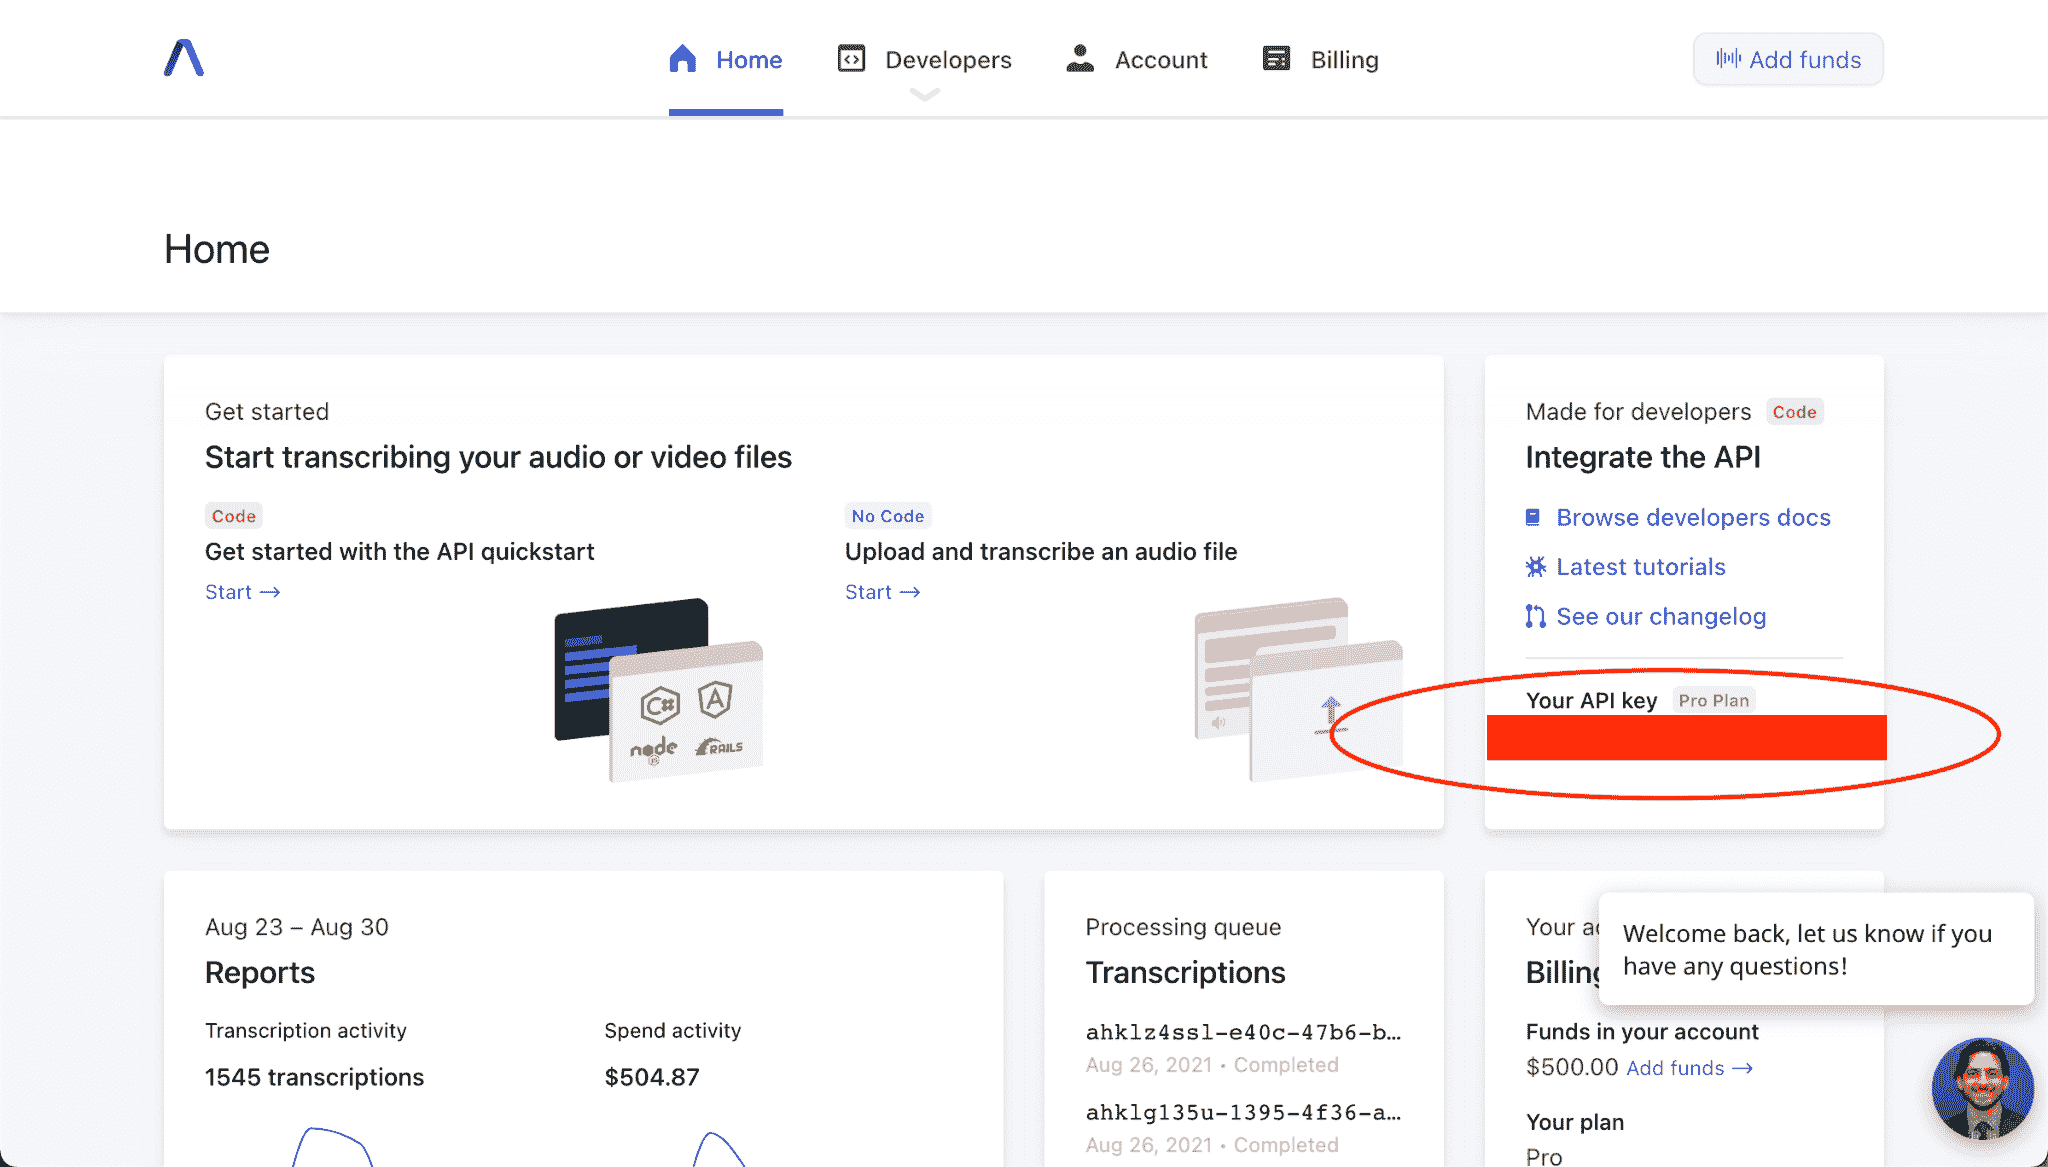 Home
Developers
Account
Billing
Add funds
Home
Get started
Start transcribing your audio or video files
Code
Get started with the API quickstart
Start →
C#
A
node
JS
RAILS
No Code
Upload and transcribe an audio file
Start →
Made for developers Code
Integrate the API
Browse developers docs
Latest tutorials
See our changelog
Your API key Pro Plan
Aug 23 – Aug 30
Reports
Transcription activity
1545 transcriptions
Spend activity
$504.87
Processing queue
Transcriptions
ahklz4ssl-e40c-47b6-b...
Aug 26, 2021 • Completed
ahklg135u-1395-4f36-a...
Aug 26, 2021 • Completed
Your
Billing
Funds in your account
$500.00 Add funds →
Your plan
Pro
Welcome back, let us know if you
have any questions!